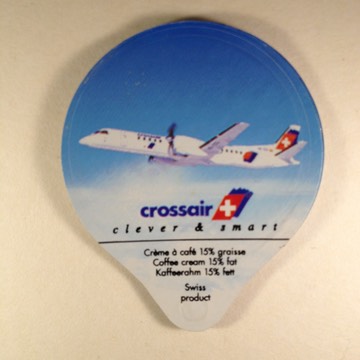 crossair
clever & smart
Crème à café 15% graisse
Coffee cream 15% fat
Kaffeerahm 15% fett
Swiss
product